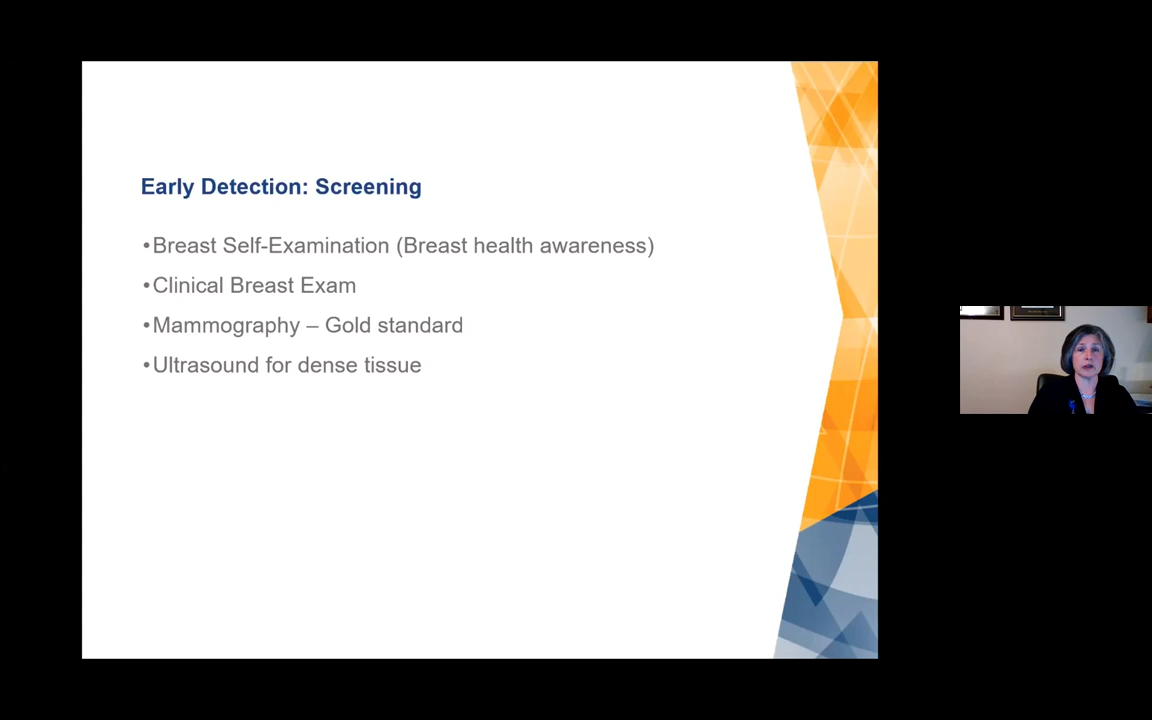 Early Detection: Screening
•Breast Self-Examination (Breast health awareness)
•Clinical Breast Exam
•Mammography – Gold standard
•Ultrasound for dense tissue